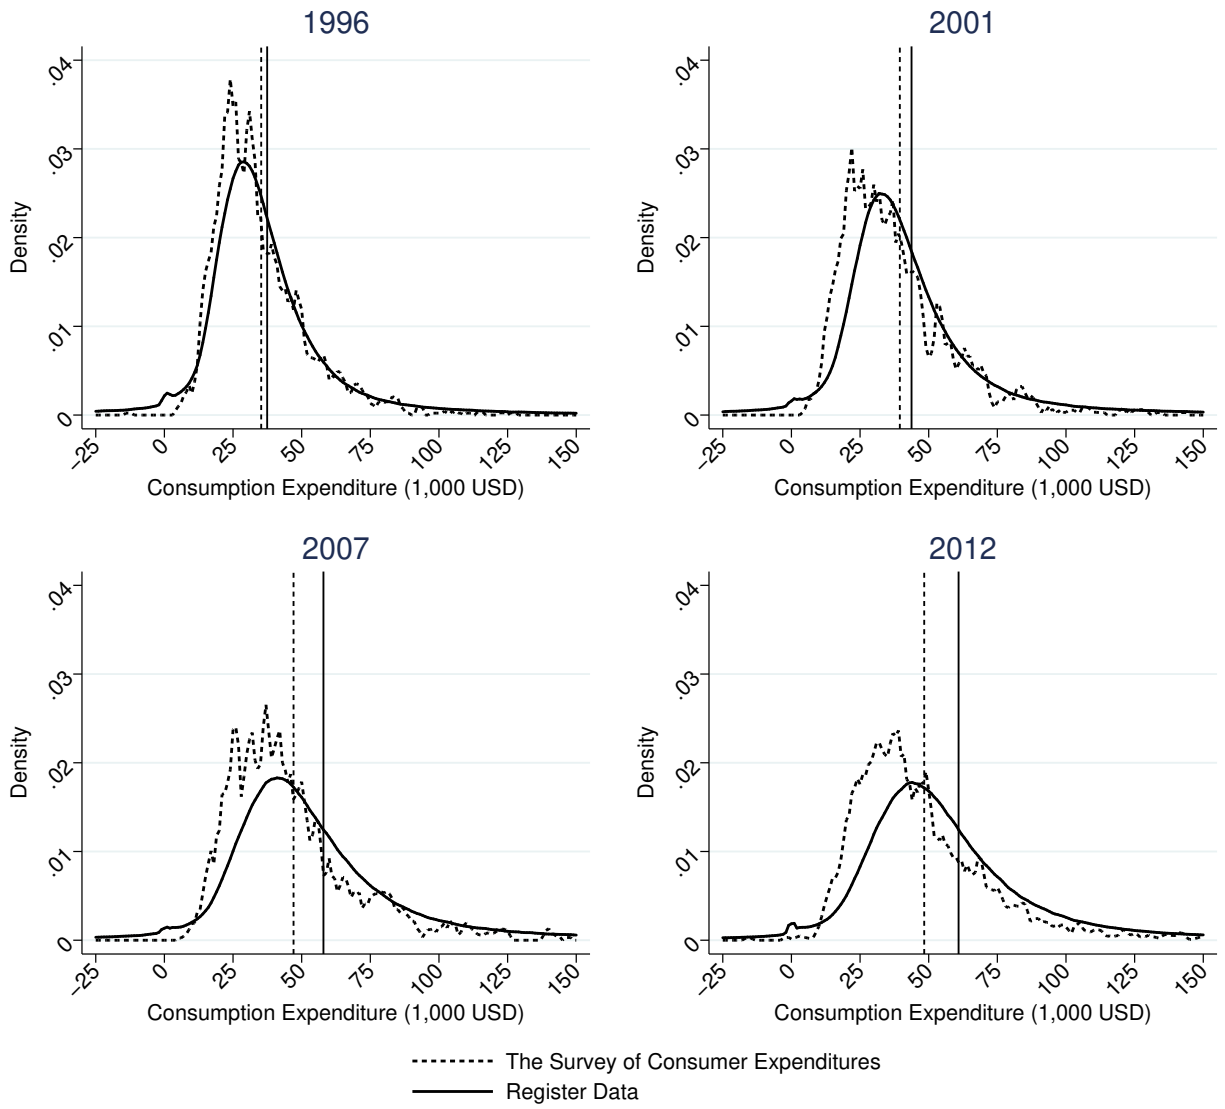 1996
.04
.03
.02
.01
0
Density
−25 0 25 50 75 100 125 150
Consumption Expenditure (1,000 USD)
2001
.04
.03
.02
.01
0
Density
−25 0 25 50 75 100 125 150
Consumption Expenditure (1,000 USD)
2007
.04
.03
.02
.01
0
Density
−25 0 25 50 75 100 125 150
Consumption Expenditure (1,000 USD)
2012
.04
.03
.02
.01
0
Density
−25 0 25 50 75 100 125 150
Consumption Expenditure (1,000 USD)
The Survey of Consumer Expenditures
Register Data